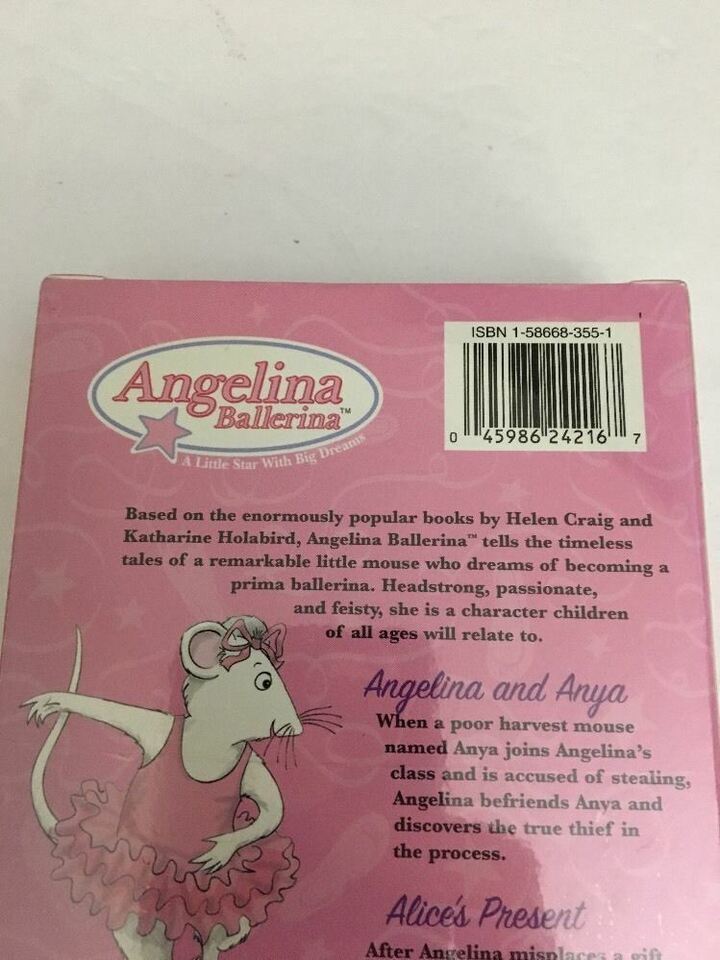 Angelina
Ballerina™
A Little Star With Big Dreams
ISBN 1-58668-355-1
0 45986 24216 7
Based on the enormously popular books by Helen Craig and
Katharine Holabird, Angelina Ballerina™ tells the timeless
tales of a remarkable little mouse who dreams of becoming a
prima ballerina. Headstrong, passionate,
and feisty, she is a character children
of all ages will relate to.
Angelina and Anya
When a poor harvest mouse
named Anya joins Angelina's
class and is accused of stealing,
Angelina befriends Anya and
discovers the true thief in
the process.
Alice's Present
After Angelina misplaces a gift